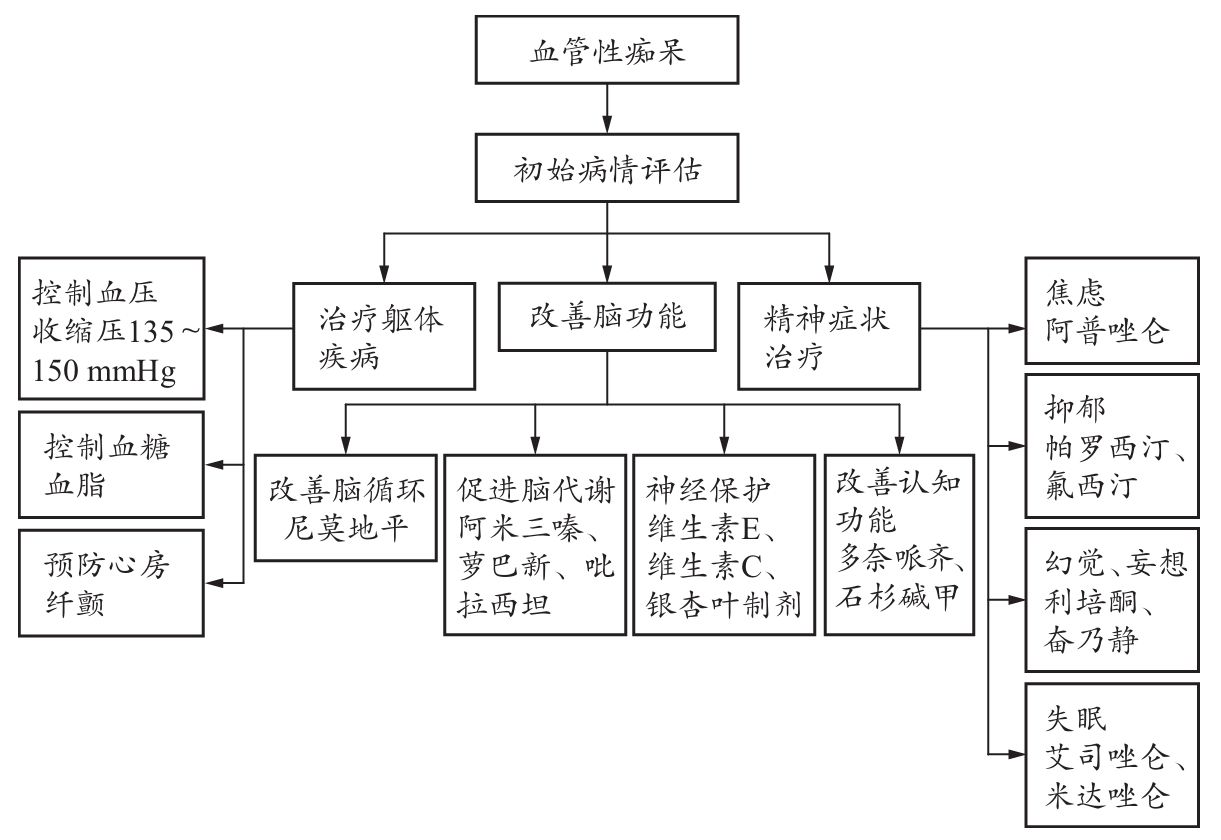 血管性痴呆
初始病情评估
控制血压
收缩压135~
150 mmHg
治疗躯体
疾病
改善脑功能
精神症状
治疗
焦虑
阿普唑仑
控制血糖
血脂
抑郁
帕罗西汀、
氟西汀
改善脑循环
尼莫地平
促进脑代谢
阿米三嗪、
萝巴新、吡
拉西坦
神经保护
维生素E、
维生素C、
银杏叶制剂
改善认知
功能
多奈哌齐、
石杉碱甲
预防心房
纤颤
幻觉、妄想
利培酮、
奋乃静
失眠
艾司唑仑、
米达唑仑